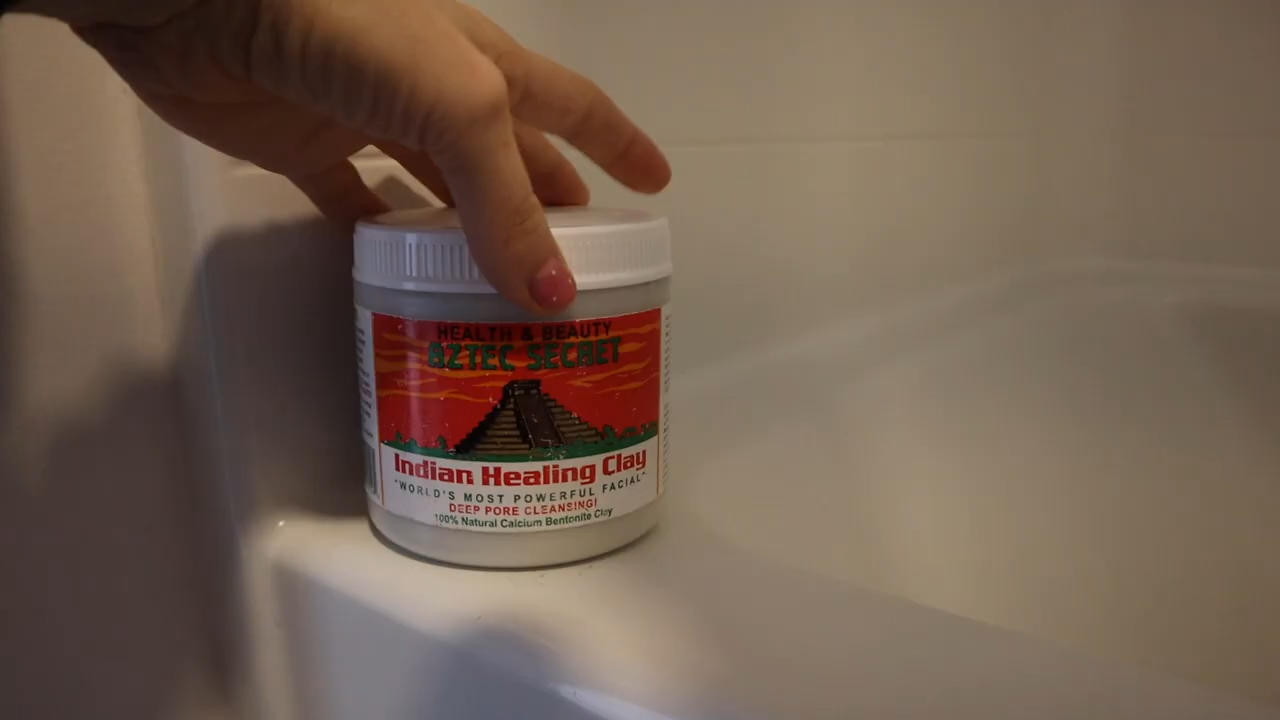 HEALTH & BEAUTY
AZTEC SECRET
Indian Healing Clay
"WORLD'S MOST POWERFUL FACIAL"
DEEP PORE CLEANSING!
100% Natural Calcium Bentonite Clay